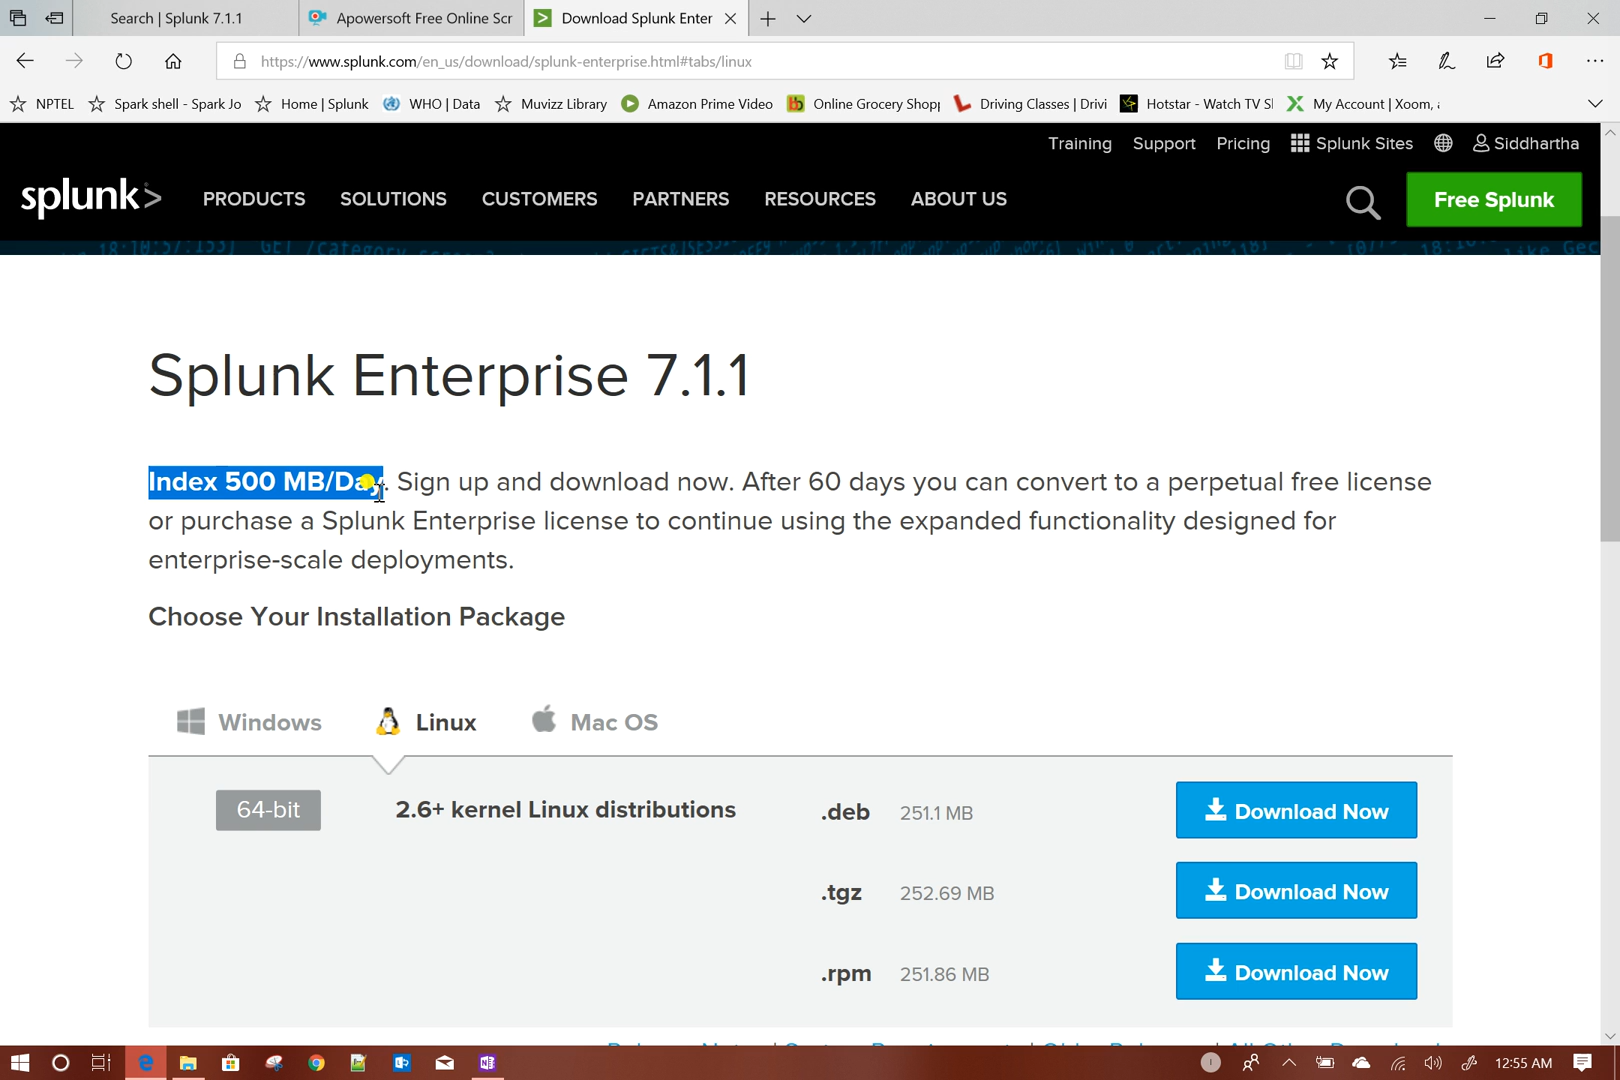 Search | Splunk 7.1.1
Apowersoft Free Online Scr
Download Splunk Enter
https://www.splunk.com/en_us/download/splunk-enterprise.html#tabs/linux
NPTEL
Spark shell - Spark Jo
Home | Splunk
WHO | Data
Muvizz Library
Amazon Prime Video
Online Grocery Shopp
Driving Classes | Drivi
Hotstar - Watch TV S
My Account | Xoom,
Training
Support
Pricing
Splunk Sites
Siddhartha
splunk>
PRODUCTS
SOLUTIONS
CUSTOMERS
PARTNERS
RESOURCES
ABOUT US
Free Splunk
Splunk Enterprise 7.1.1
Index 500 MB/Day. Sign up and download now. After 60 days you can convert to a perpetual free license
or purchase a Splunk Enterprise license to continue using the expanded functionality designed for
enterprise-scale deployments.
Choose Your Installation Package
Windows
Linux
Mac OS
64-bit
2.6+ kernel Linux distributions
.deb
251.1 MB
Download Now
.tgz
252.69 MB
Download Now
.rpm
251.86 MB
Download Now
12:55 AM